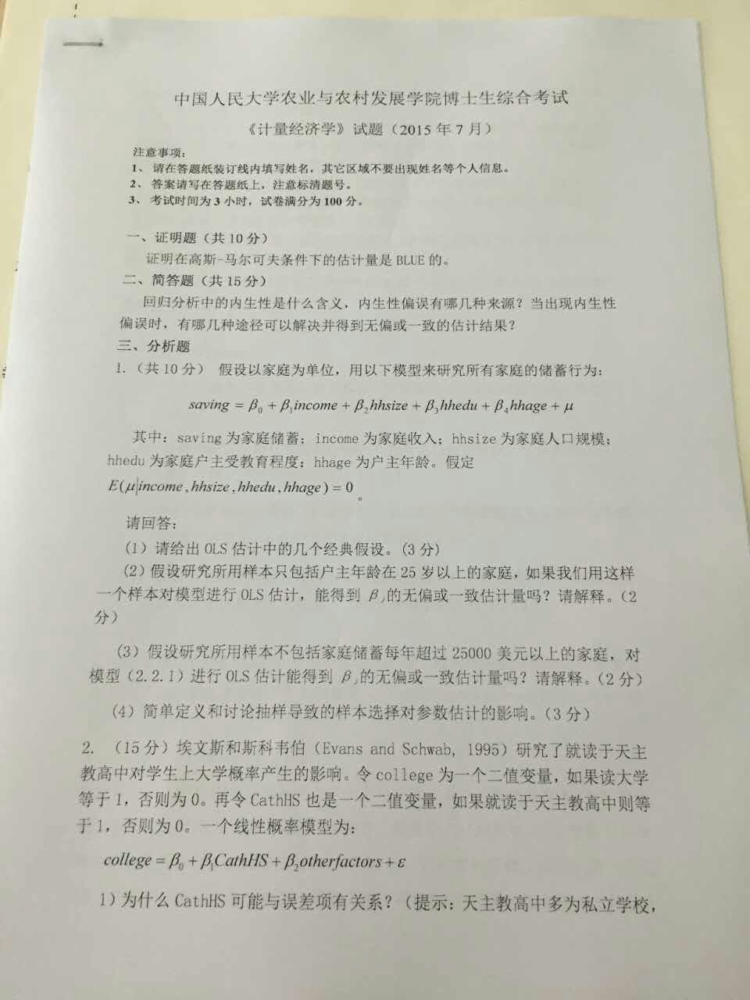 中国人民大学农业与农村发展学院博士生综合考试
《计量经济学》试题（2015 年 7 月）
注意事项：
1、 请在答题纸装订线内填写姓名，其它区域不要出现姓名等个人信息。
2、 答案请写在答题纸上，注意标清题号。
3、 考试时间为 3 小时，试卷满分为 100 分。
一、证明题（共 10 分）
证明在高斯-马尔可夫条件下的估计量是 BLUE 的。
二、简答题（共 15 分）
回归分析中的内生性是什么含义，内生性偏误有哪几种来源？当出现内生性
偏误时，有哪几种途径可以解决并得到无偏或一致的估计结果？
三、分析题
1.（共 10 分） 假设以家庭为单位，用以下模型来研究所有家庭的储蓄行为：
saving = β₀ + β₁income + β₂hhsize + β₃hhedu + β₄hhage + μ
其中：saving 为家庭储蓄；income 为家庭收入；hhsize 为家庭人口规模；
hhedu 为家庭户主受教育程度；hhage 为户主年龄。假定
E(μ|income, hhsize, hhedu, hhage) = 0。
请回答：
（1）请给出 OLS 估计中的几个经典假设。(3 分)
（2）假设研究所用样本只包括户主年龄在 25 岁以上的家庭，如果我们用这样
一个样本对模型进行 OLS 估计，能得到 βⱼ的无偏或一致估计量吗？请解释。（2
分）
（3）假设研究所用样本不包括家庭储蓄每年超过 25000 美元以上的家庭，对
模型（2.2.1）进行 OLS 估计能得到 βⱼ的无偏或一致估计量吗？请解释。（2 分）
（4）简单定义和讨论抽样导致的样本选择对参数估计的影响。（3 分）
2. （15 分）埃文斯和斯科韦伯（Evans and Schwab, 1995）研究了就读于天主
教高中对学生上大学概率产生的影响。令 college 为一个二值变量，如果读大学
等于 1，否则为 0。再令 CathHS 也是一个二值变量，如果就读于天主教高中则等
于 1，否则为 0。一个线性概率模型为：
college = β₀ + β₁CathHS + β₂otherfactors + ε
1）为什么 CathHS 可能与误差项有关系？（提示：天主教高中多为私立学校，